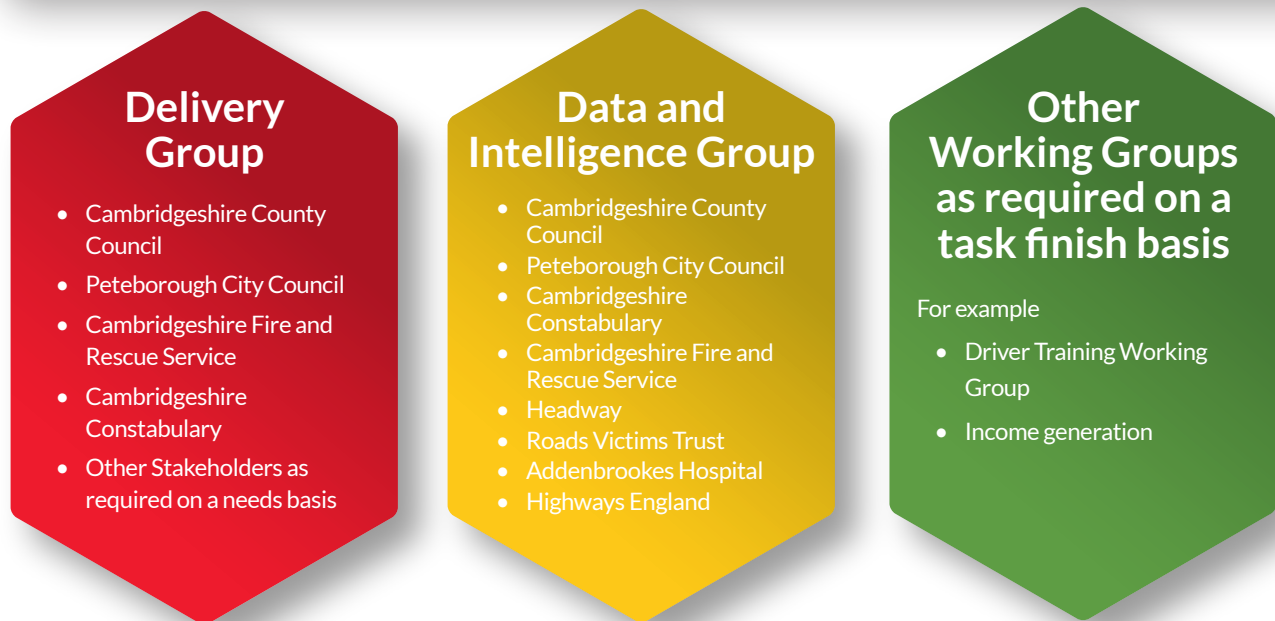 Delivery
Group
• Cambridgeshire County
Council
• Peteborough City Council
• Cambridgeshire Fire and
Rescue Service
• Cambridgeshire
Constabulary
• Other Stakeholders as
required on a needs basis
Data and
Intelligence Group
• Cambridgeshire County
Council
• Peteborough City Council
• Cambridgeshire
Constabulary
• Cambridgeshire Fire and
Rescue Service
• Headway
• Roads Victims Trust
• Addenbrookes Hospital
• Highways England
Other
Working Groups
as required on a
task finish basis
For example
• Driver Training Working
Group
• Income generation